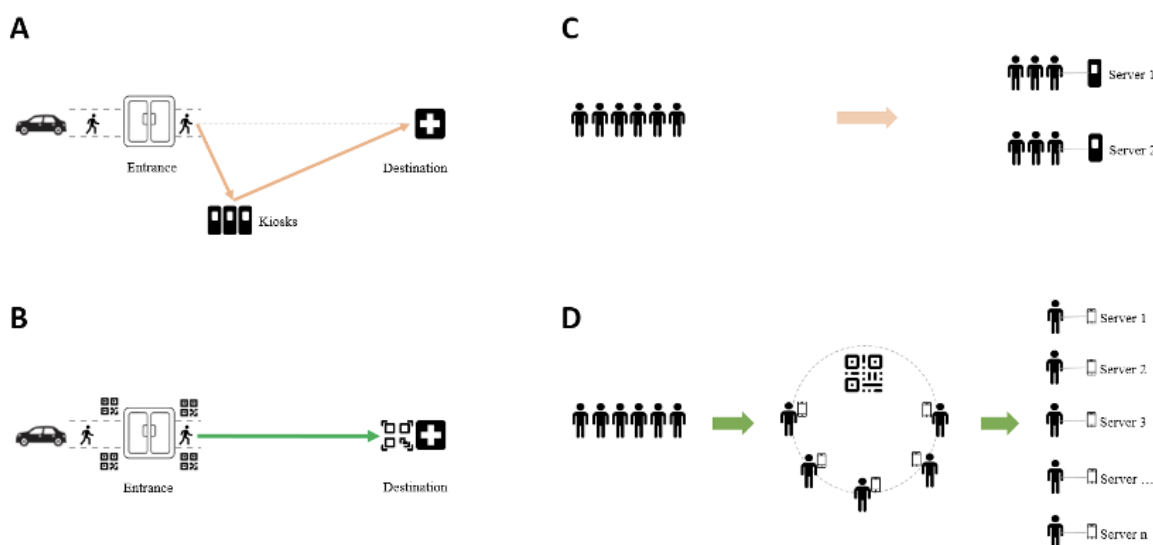 A
Entrance
Destination
Kiosks
B
Entrance
Destination
C
Server 1
Server 2
D
Server 1
Server 2
Server 3
Server ...
Server n